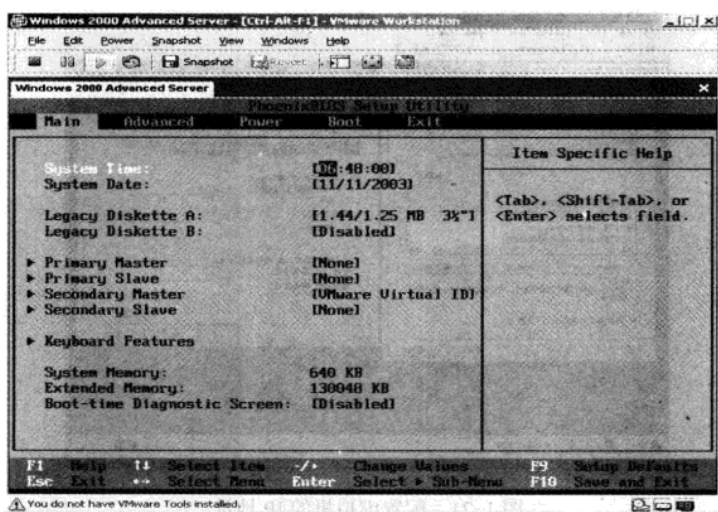 Windows 2000 Advanced Server - [Ctrl-Alt-F1] - VMware Workstation
File Edit Power Snapshot View Windows Help
Snapshot Revert
Windows 2000 Advanced Server
PhoenixBIOS Setup Utility
Main Advanced Power Boot Exit
System Time: [06:48:00]
System Date: [11/11/2003]
Legacy Diskette A: [1.44/1.25 MB 3½"]
Legacy Diskette B: [Disabled]
▶ Primary Master [None]
▶ Primary Slave [None]
▶ Secondary Master [VMware Virtual ID]
▶ Secondary Slave [None]
▶ Keyboard Features
System Memory: 640 KB
Extended Memory: 130048 KB
Boot-time Diagnostic Screen: [Disabled]
Item Specific Help
<Tab>, <Shift-Tab>, or
<Enter> selects field.
F1 Help ↑↓ Select Item -/+ Change Values F9 Setup Defaults
Esc Exit ↔ Select Menu Enter Select ▶ Sub-Menu F10 Save and Exit
You do not have VMware Tools installed.